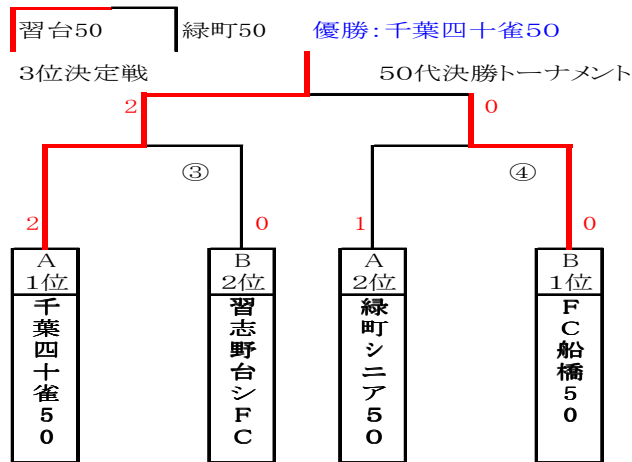 習台50 緑町50 優勝:千葉四十雀50
3位決定戦 50代決勝トーナメント
2 0
③ ④
2 0 1 0
A B A B
1位 2位 2位 1位
千葉四十雀50
習志野台シFC
緑町シニア50
FC船橋50